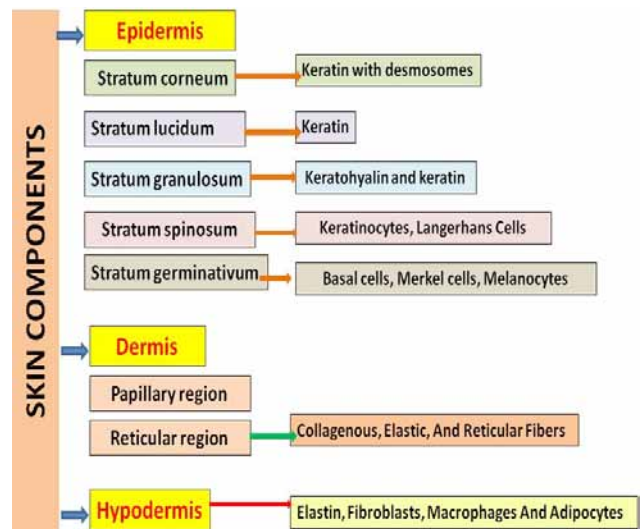 SKIN COMPONENTS
Epidermis
Stratum corneum
Keratin with desmosomes
Stratum lucidum
Keratin
Stratum granulosum
Keratohyalin and keratin
Stratum spinosum
Keratinocytes, Langerhans Cells
Stratum germinativum
Basal cells, Merkel cells, Melanocytes
Dermis
Papillary region
Reticular region
Collagenous, Elastic, And Reticular Fibers
Hypodermis
Elastin, Fibroblasts, Macrophages And Adipocytes